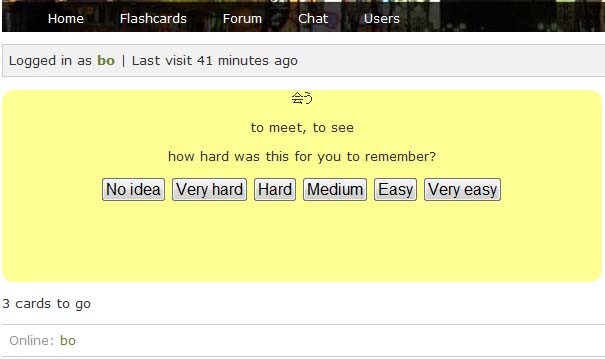 Home Flashcards Forum Chat Users
Logged in as bo | Last visit 41 minutes ago
会う
to meet, to see
how hard was this for you to remember?
No idea Very hard Hard Medium Easy Very easy
3 cards to go
Online: bo